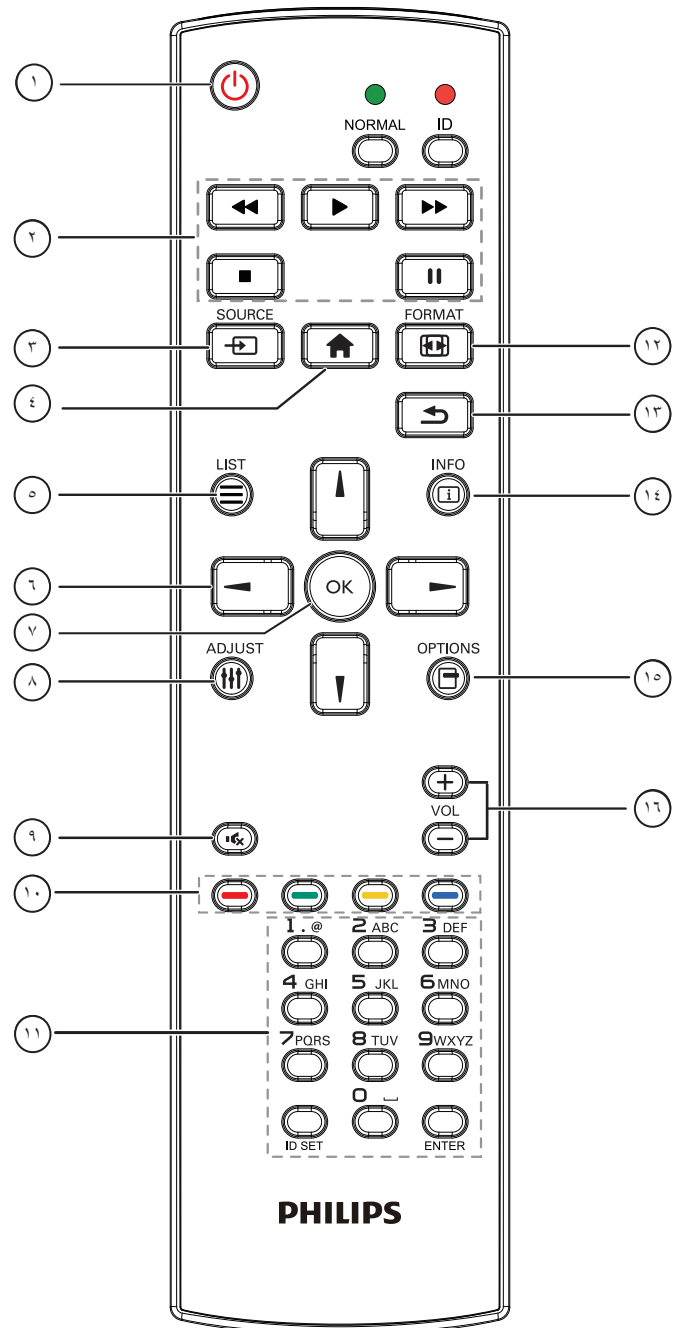 ١
NORMAL ID
٢
SOURCE FORMAT
٣ ١٢
٤
١٣
LIST INFO
٥ ١٤
٦
OK
٧
ADJUST OPTIONS
٨ ١٥
VOL
١٦
٩
١٠
1 . @ 2 ABC 3 DEF
4 GHI 5 JKL 6 MNO
١١
7 PQRS 8 TUV 9 WXYZ
0
ID SET ENTER
PHILIPS